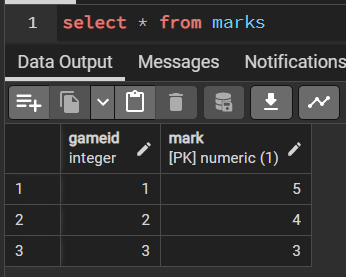 1 select * from marks
Data Output Messages Notifications
gameid mark
integer [PK] numeric (1)
1 1 5
2 2 4
3 3 3